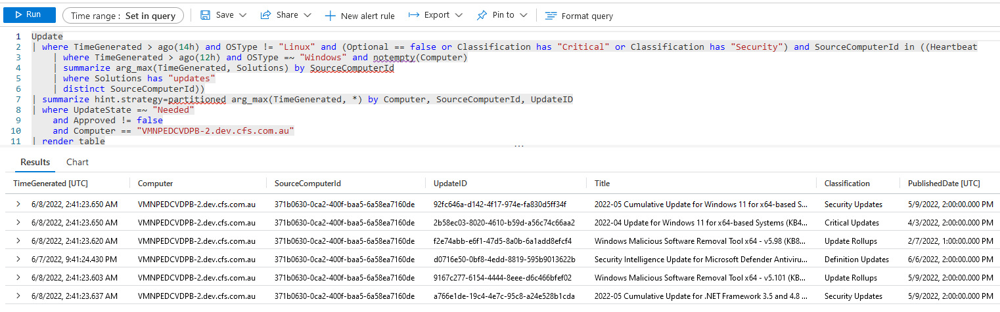 Run Time range : Set in query Save Share New alert rule Export Pin to Format query
1 Update
2 | where TimeGenerated > ago(14h) and OSType != "Linux" and (Optional == false or Classification has "Critical" or Classification has "Security") and SourceComputerId in ((Heartbeat
3 | where TimeGenerated > ago(12h) and OSType =~ "Windows" and notempty(Computer)
4 | summarize arg_max(TimeGenerated, Solutions) by SourceComputerId
5 | where Solutions has "updates"
6 | distinct SourceComputerId))
7 | summarize hint.strategy=partitioned arg_max(TimeGenerated, *) by Computer, SourceComputerId, UpdateID
8 | where UpdateState =~ "Needed"
9 and Approved != false
10 and Computer == "VMNPEDCVDPB-2.dev.cfs.com.au"
11 | render table
Results Chart
TimeGenerated [UTC] Computer SourceComputerId UpdateID Title Classification PublishedDate [UTC]
6/8/2022, 2:41:23.650 AM VMNPEDCVDPB-2.dev.cfs.com.au 371b0630-0ca2-400f-baa5-6a58ea7160de 92fc646a-d142-4f17-974e-fa830d5ff34f 2022-05 Cumulative Update for Windows 11 for x64-based S... Security Updates 5/9/2022, 2:00:00.000 PM
6/8/2022, 2:41:23.650 AM VMNPEDCVDPB-2.dev.cfs.com.au 371b0630-0ca2-400f-baa5-6a58ea7160de 2b58ec03-8020-4610-b59d-a56c74c66aa2 2022-04 Update for Windows 11 for x64-based Systems (KB4... Critical Updates 4/3/2022, 2:00:00.000 PM
6/8/2022, 2:41:23.620 AM VMNPEDCVDPB-2.dev.cfs.com.au 371b0630-0ca2-400f-baa5-6a58ea7160de f2e74abb-e6f1-47d5-8a0b-6a1add8efcf4 Windows Malicious Software Removal Tool x64 - v5.98 (KB8... Update Rollups 2/7/2022, 1:00:00.000 PM
6/7/2022, 9:41:24.430 PM VMNPEDCVDPB-2.dev.cfs.com.au 371b0630-0ca2-400f-baa5-6a58ea7160de d0716e50-0bf8-4edd-8819-595b9013622b Security Intelligence Update for Microsoft Defender Antiviru... Definition Updates 6/6/2022, 2:00:00.000 PM
6/8/2022, 2:41:23.603 AM VMNPEDCVDPB-2.dev.cfs.com.au 371b0630-0ca2-400f-baa5-6a58ea7160de 9167c277-6154-4444-8eee-d6c466bfef02 Windows Malicious Software Removal Tool x64 - v5.101 (KB... Update Rollups 5/9/2022, 2:00:00.000 PM
6/8/2022, 2:41:23.637 AM VMNPEDCVDPB-2.dev.cfs.com.au 371b0630-0ca2-400f-baa5-6a58ea7160de a766e1de-19c4-4e7c-95c8-a24e528b1cda 2022-05 Cumulative Update for .NET Framework 3.5 and 4.8 ... Security Updates 5/9/2022, 2:00:00.000 PM